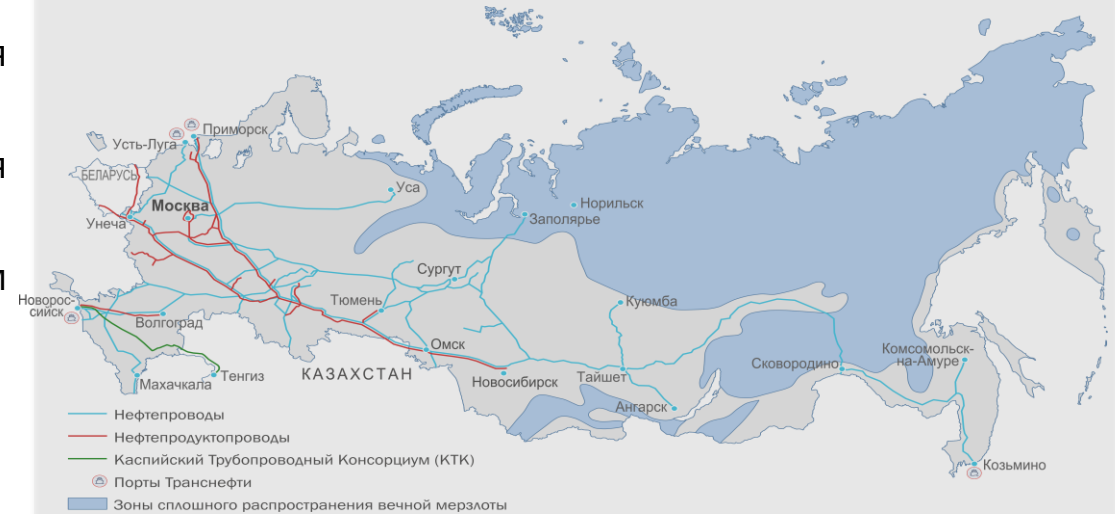 я
я
и
Приморск
Усть-Луга
БЕЛАРУСЬ
Москва
Унеча
Уса
Норильск
Заполярье
Сургут
Тюмень
Новорос-
сийск
Волгоград
Омск
Куюмба
Махачкала
Тенгиз
КАЗАХСТАН
Новосибирск
Тайшет
Ангарск
Сковородино
Комсомольск-
на-Амуре
Козьмино
Нефтепроводы
Нефтепродуктопроводы
Каспийский Трубопроводный Консорциум (КТК)
Порты Транснефти
Зоны сплошного распространения вечной мерзлоты